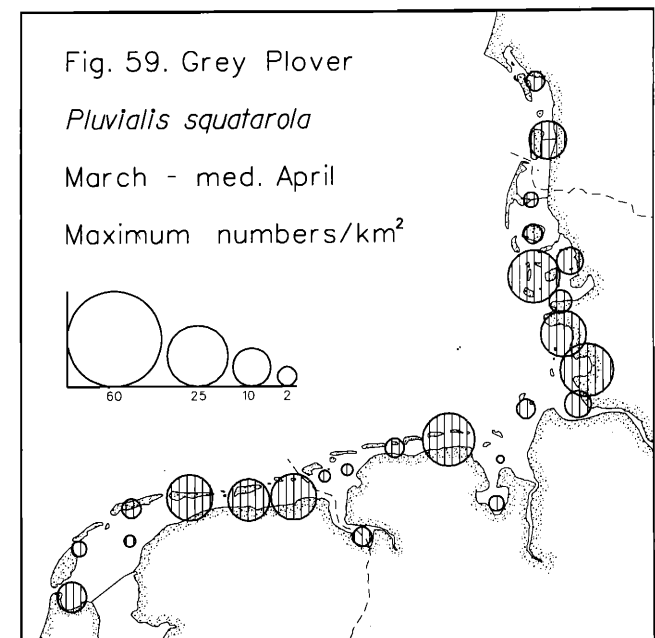 Fig. 59. Grey Plover
Pluvialis squatarola
March - med. April
Maximum numbers/km²
60 25 10 2